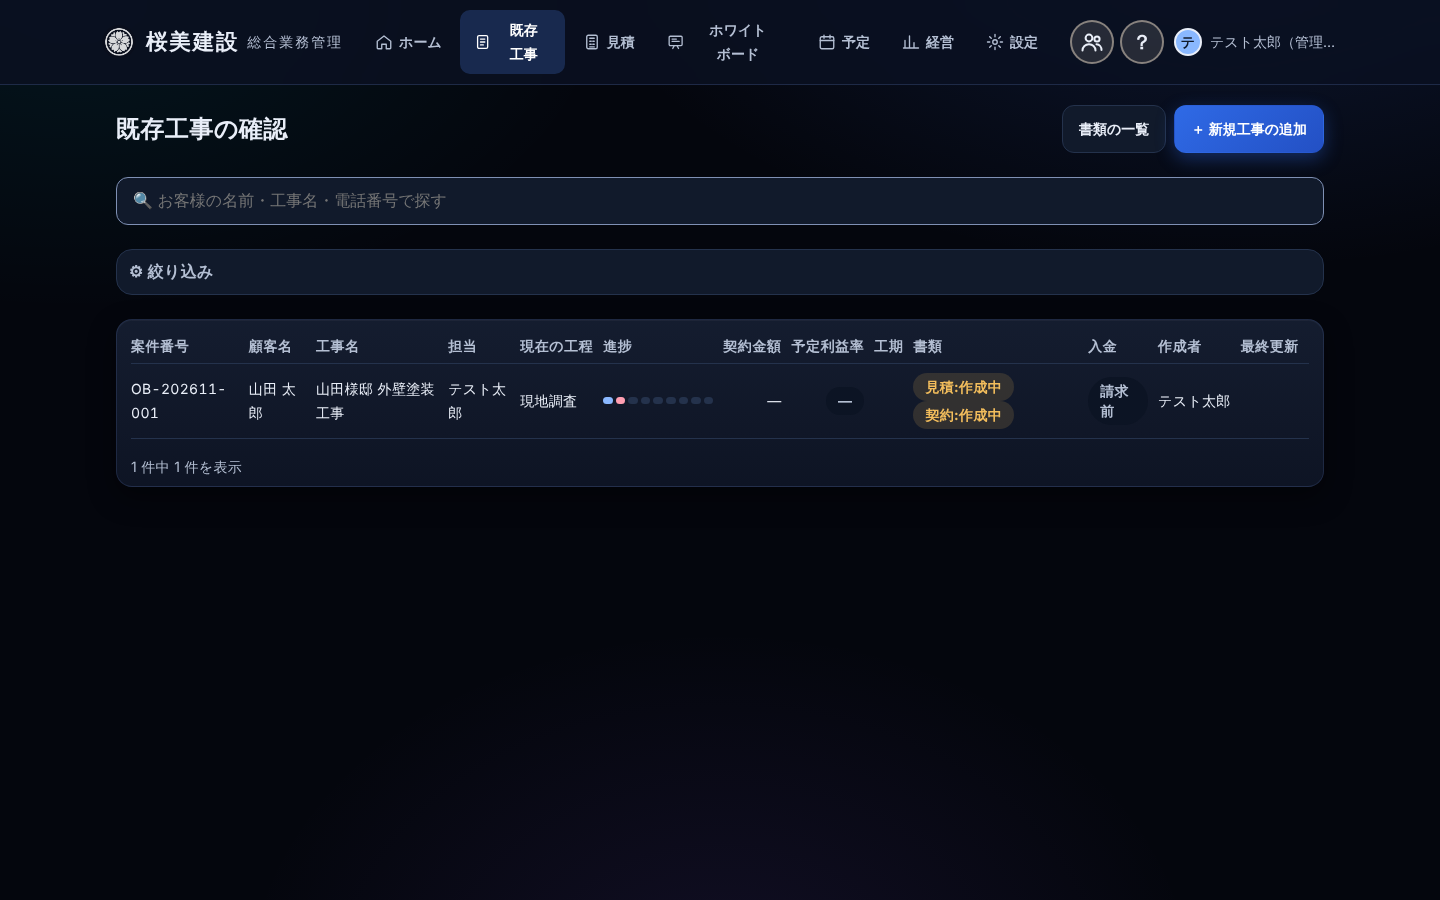 桜美建設 総合業務管理
ホーム
既存
工事
見積
ホワイト
ボード
予定
経営
設定
?
テ
テスト太郎（管理...
既存工事の確認
書類の一覧
+ 新規工事の追加
🔍 お客様の名前・工事名・電話番号で探す
⚙ 絞り込み
案件番号 顧客名 工事名 担当 現在の工程 進捗 契約金額 予定利益率 工期 書類 入金 作成者 最終更新
OB-202611-
001
山田 太
郎
山田様邸 外壁塗装
工事
テスト太
郎
現地調査
—
—
見積:作成中
契約:作成中
請求
前
テスト太郎
1 件中 1 件を表示